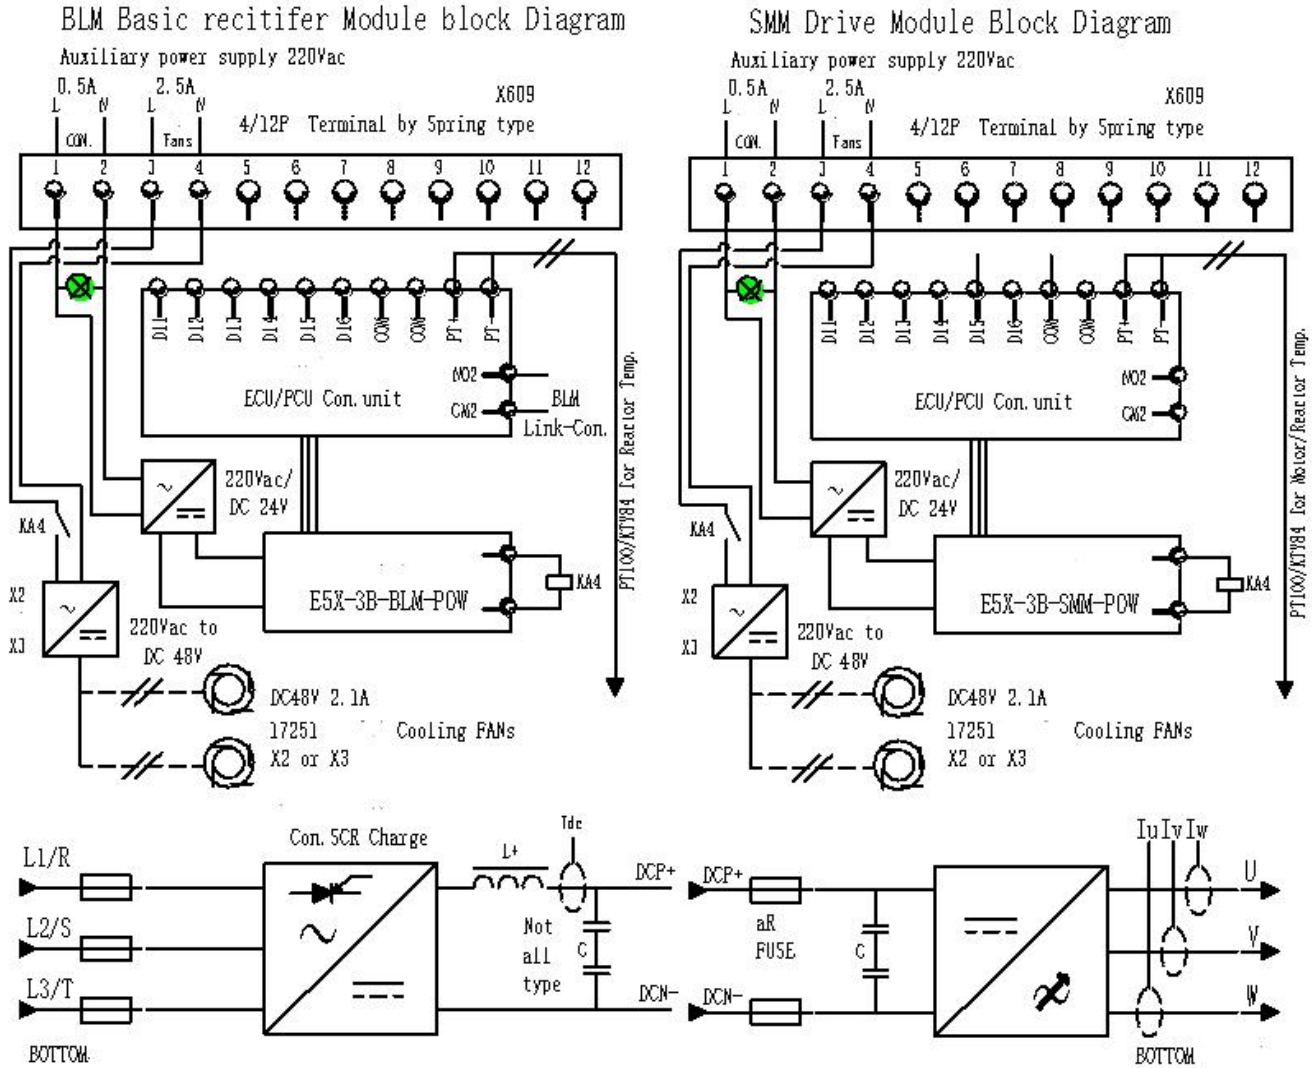 BLM Basic recitifer Module block Diagram
Auxiliary power supply 220Vac
0.5A 2.5A
L N L N
X609
4/12P Terminal by Spring type
CON. Fans
1 2 3 4 5 6 7 8 9 10 11 12
DI1 DI2 DI3 DI4 DI5 DI6 COM COM PT+ PT-
NO2
ECU/PCU Con.unit
CM2
BLM
Link-Con.
PT100/KTY84 for Reactor Temp.
220Vac/
DC 24V
KA4
E5X-3B-BLM-POW
KA4
X2
X3
220Vac to
DC 48V
DC48V 2.1A
17251 Cooling FANs
X2 or X3
SMM Drive Module Block Diagram
Auxiliary power supply 220Vac
0.5A 2.5A
L N L N
X609
4/12P Terminal by Spring type
CON. Fans
1 2 3 4 5 6 7 8 9 10 11 12
DI1 DI2 DI3 DI4 DI5 DI6 COM COM PT+ PT-
NO2
ECU/PCU Con.unit
CM2
PT100/KTY84 for Motor/Reactor Temp.
220Vac/
DC 24V
KA4
E5X-3B-SMM-POW
KA4
X2
X3
220Vac to
DC 48V
DC48V 2.1A
17251 Cooling FANs
X2 or X3
L1/R
L2/S
L3/T
BOTTOM
Con.SCR Charge
L+
Tdc
Not
all
type
C
DCP+
DCN-
DCP+
DCN-
aR
FUSE
C
Iu Iv Iw
U
V
W
BOTTOM